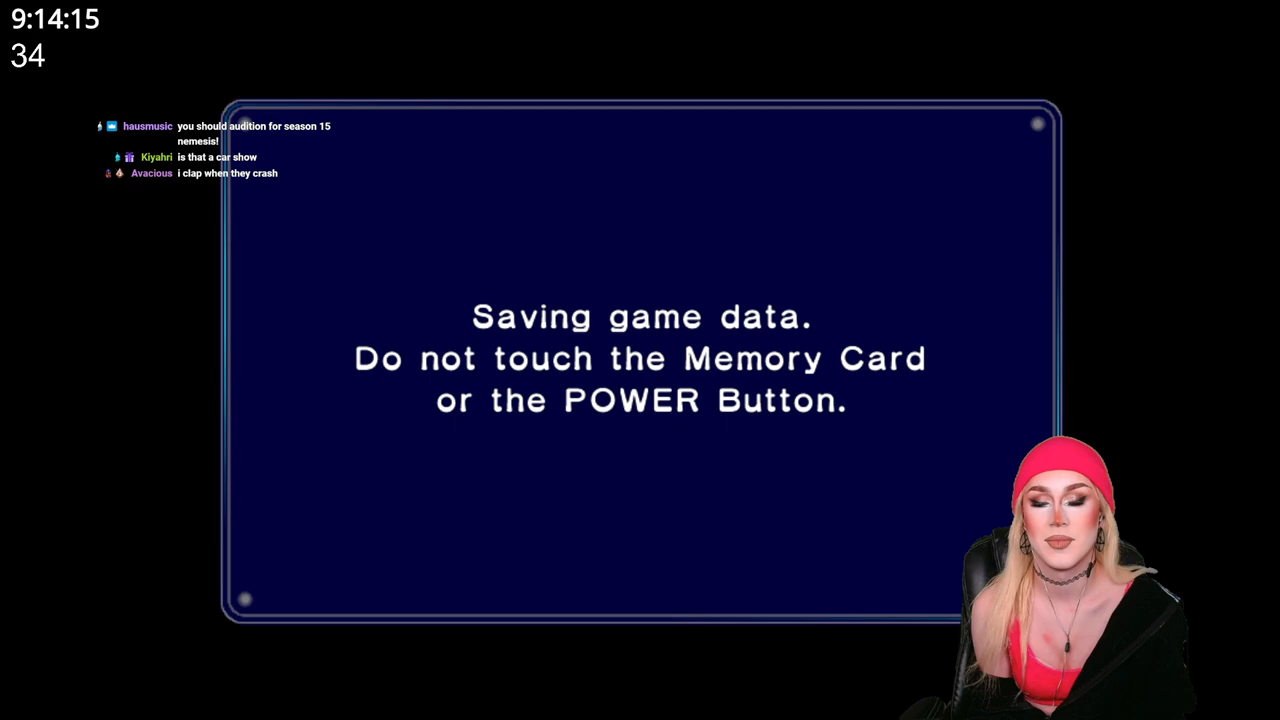 9:14:15
34
hausmusic you should audition for season 15
nemesis!
Kiyahri is that a car show
Avacious i clap when they crash
Saving game data.
Do not touch the Memory Card
or the POWER Button.